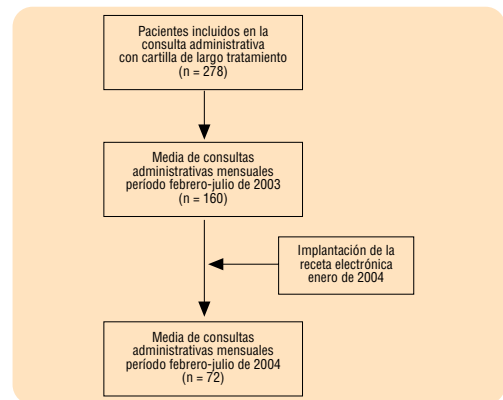 Pacientes incluidos en la
consulta administrativa
con cartilla de largo tratamiento
(n = 278)
Media de consultas
administrativas mensuales
período febrero-julio de 2003
(n = 160)
Implantación de la
receta electrónica
enero de 2004
Media de consultas
administrativas mensuales
período febrero-julio de 2004
(n = 72)